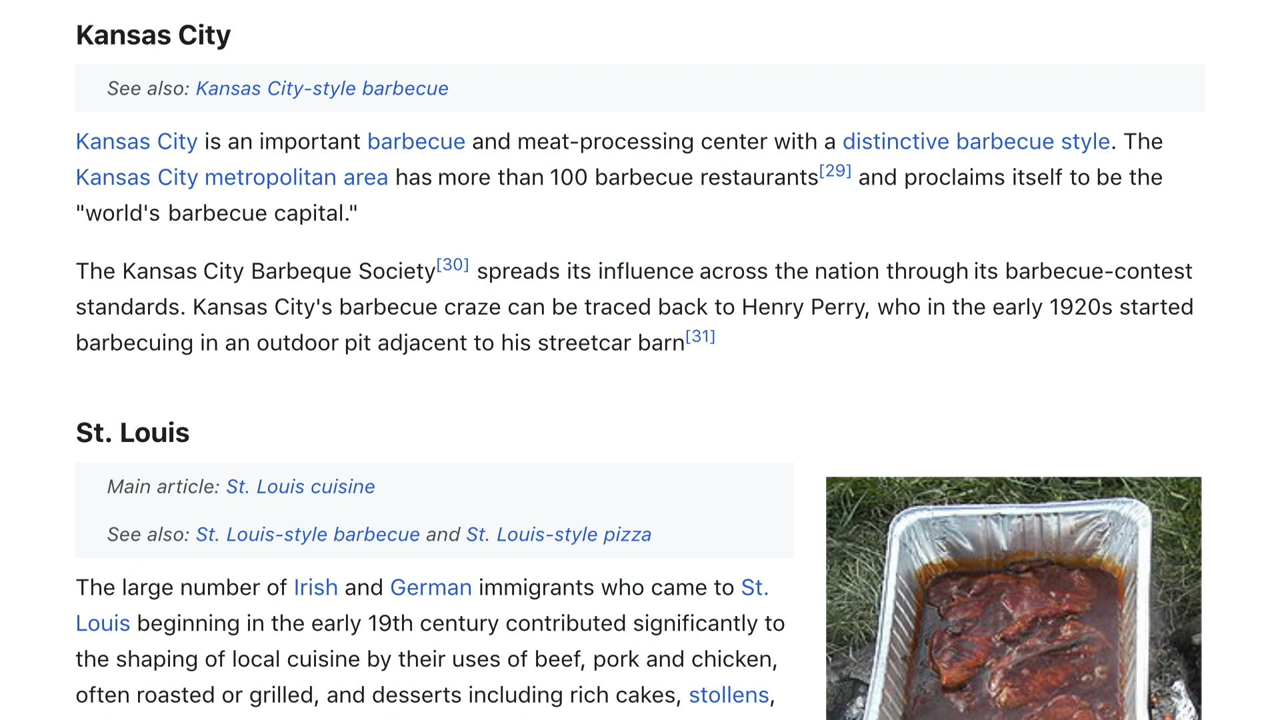 Kansas City
See also: Kansas City-style barbecue
Kansas City is an important barbecue and meat-processing center with a distinctive barbecue style. The
Kansas City metropolitan area has more than 100 barbecue restaurants[29] and proclaims itself to be the
"world's barbecue capital."
The Kansas City Barbeque Society[30] spreads its influence across the nation through its barbecue-contest
standards. Kansas City's barbecue craze can be traced back to Henry Perry, who in the early 1920s started
barbecuing in an outdoor pit adjacent to his streetcar barn[31]
St. Louis
Main article: St. Louis cuisine
See also: St. Louis-style barbecue and St. Louis-style pizza
The large number of Irish and German immigrants who came to St.
Louis beginning in the early 19th century contributed significantly to
the shaping of local cuisine by their uses of beef, pork and chicken,
often roasted or grilled, and desserts including rich cakes, stollens,